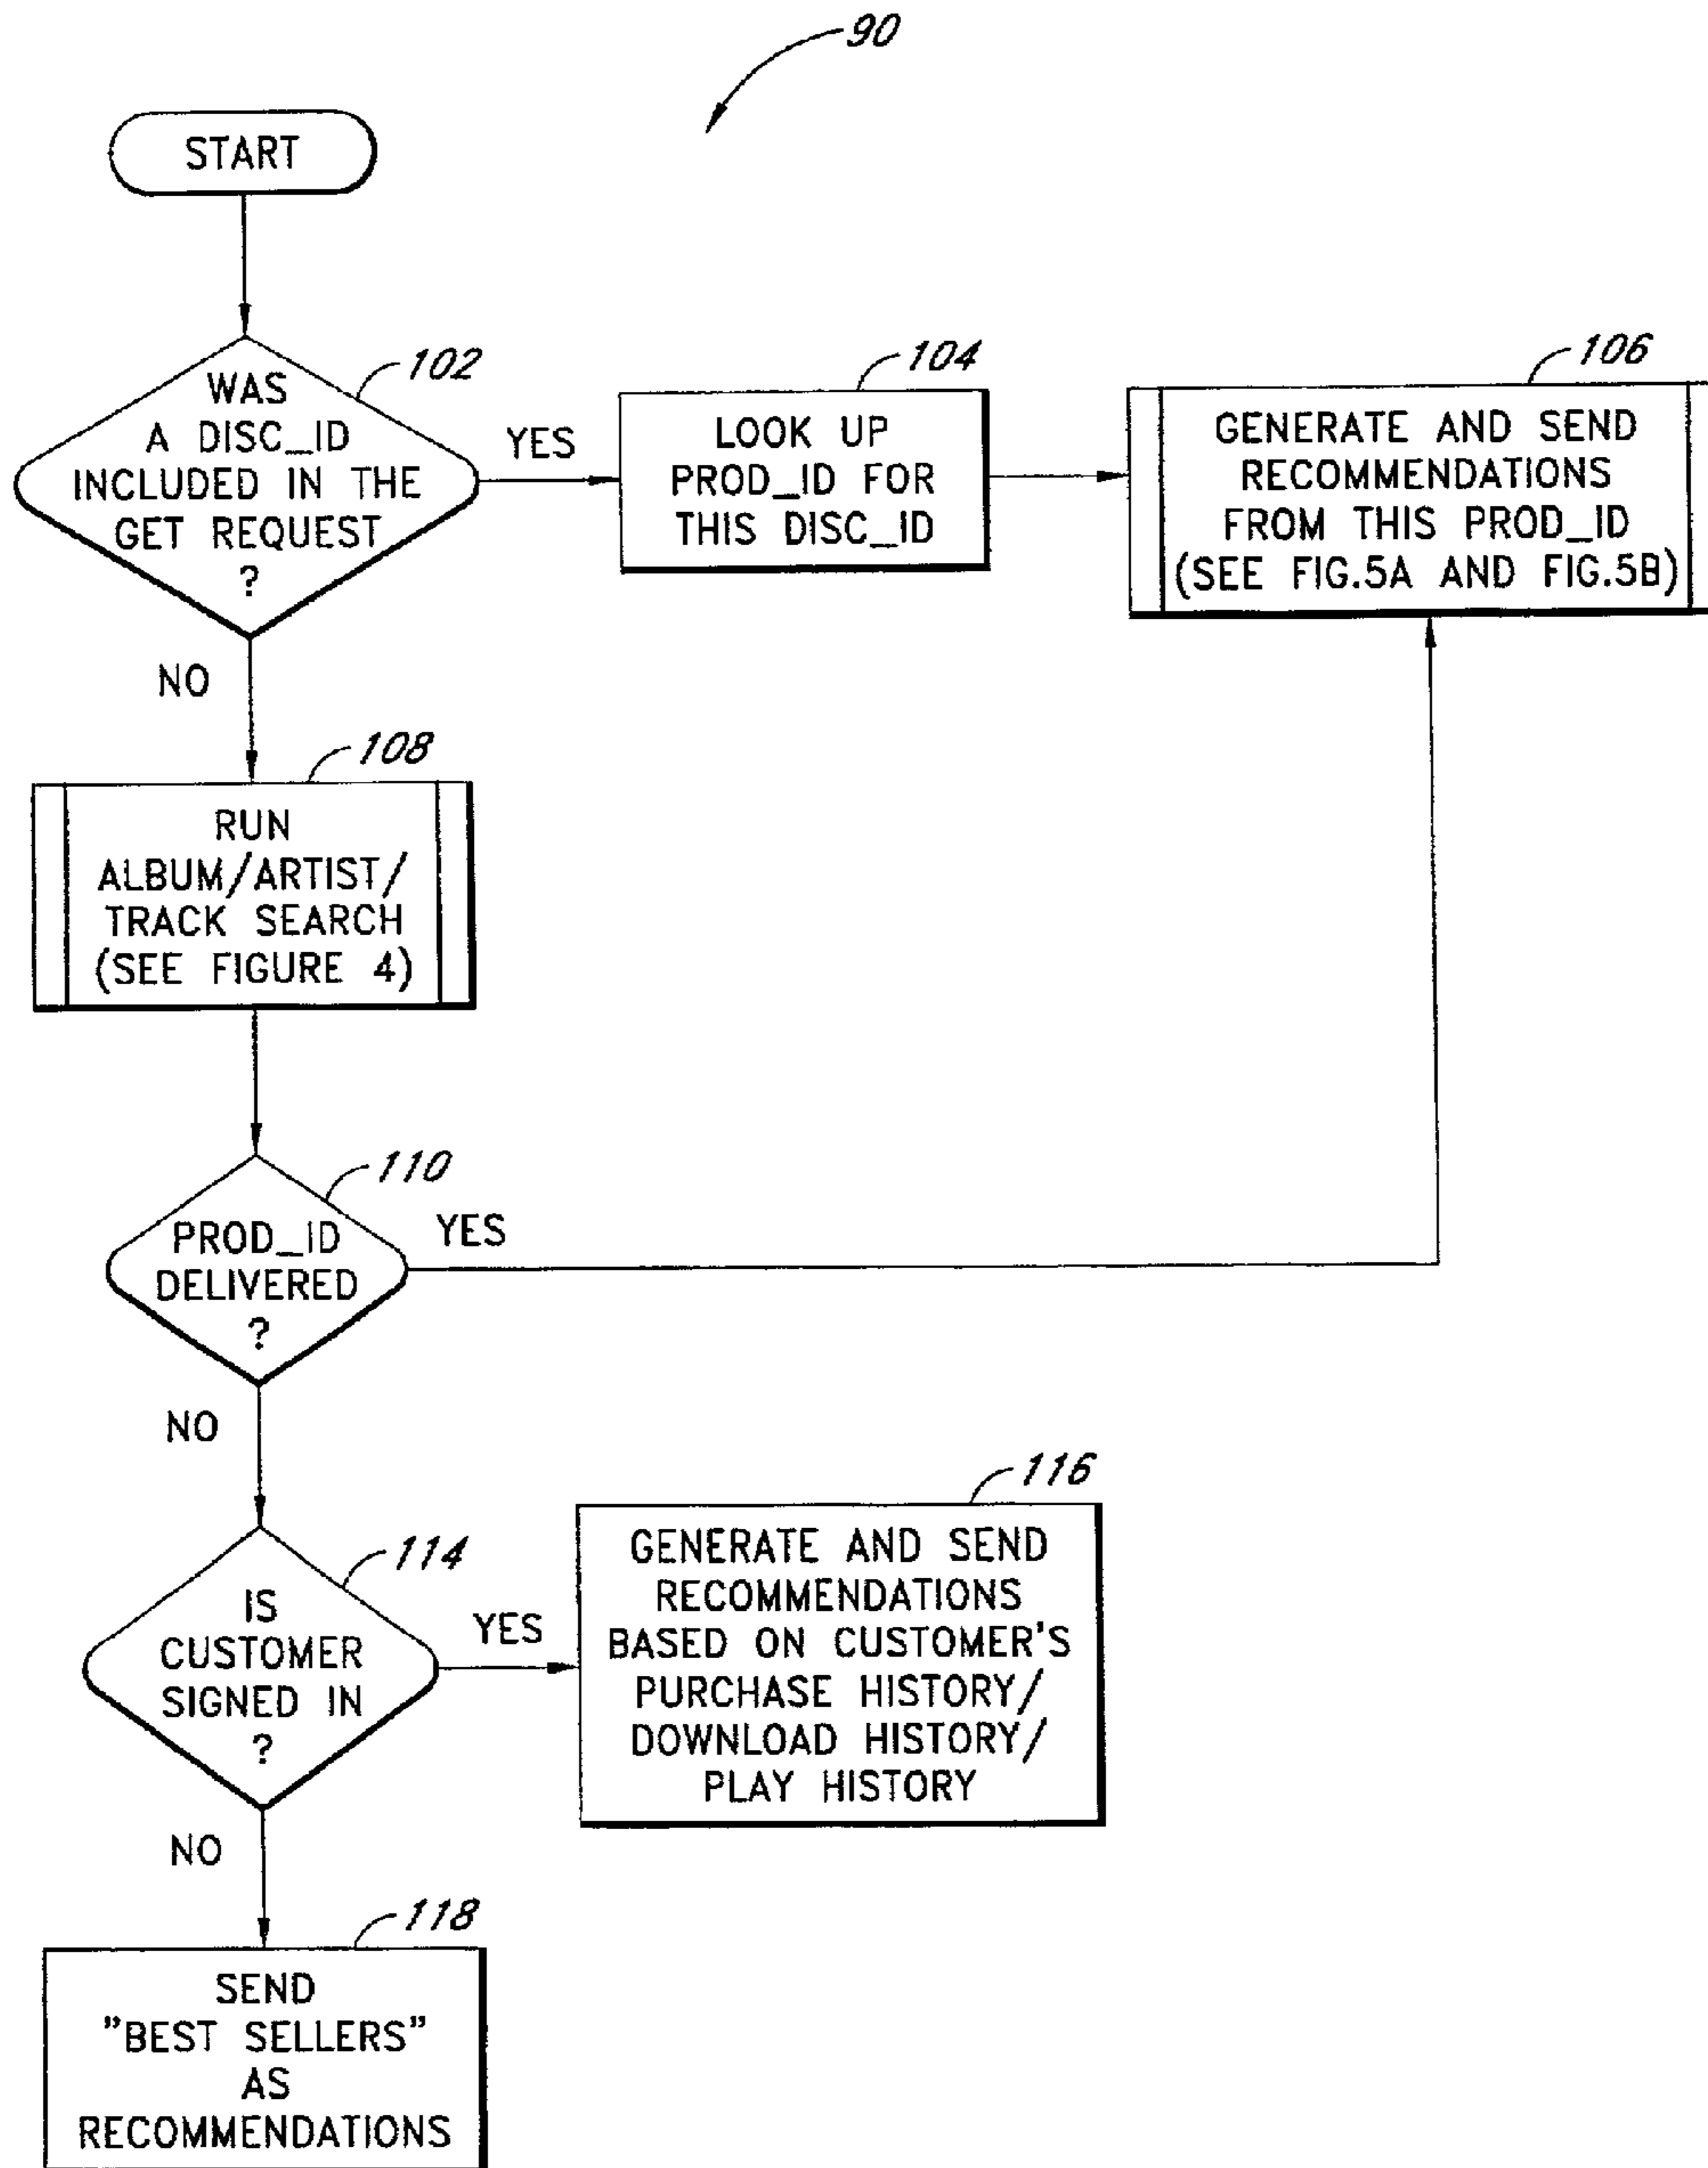 90
START
102
WAS
A DISC_ID
INCLUDED IN THE
GET REQUEST
?
YES
104
LOOK UP
PROD_ID FOR
THIS DISC_ID
106
GENERATE AND SEND
RECOMMENDATIONS
FROM THIS PROD_ID
(SEE FIG.5A AND FIG.5B)
NO
108
RUN
ALBUM/ARTIST/
TRACK SEARCH
(SEE FIGURE 4)
110
PROD_ID
DELIVERED
?
YES
NO
114
IS
CUSTOMER
SIGNED IN
?
YES
116
GENERATE AND SEND
RECOMMENDATIONS
BASED ON CUSTOMER'S
PURCHASE HISTORY/
DOWNLOAD HISTORY/
PLAY HISTORY
NO
118
SEND
"BEST SELLERS"
AS
RECOMMENDATIONS